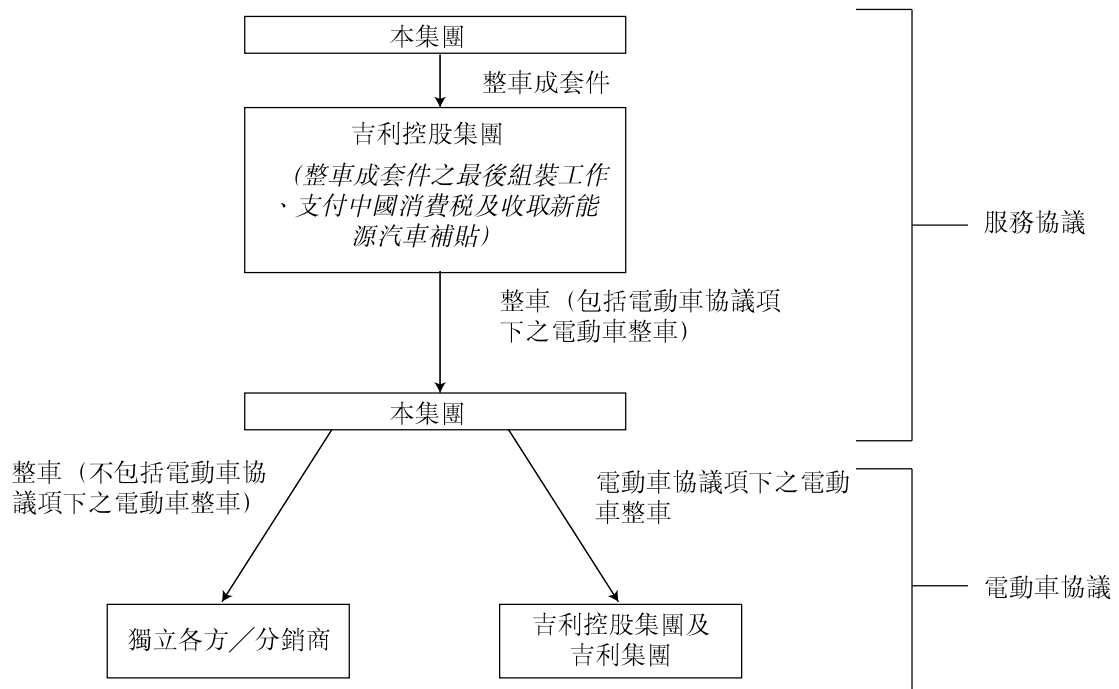 本集團
整車成套件
吉利控股集團
（整車成套件之最後組裝工作
、支付中國消費税及收取新能
源汽車補貼）
服務協議
整車（包括電動車協議項
下之電動車整車）
本集團
整車（不包括電動車協
議項下之電動車整車）
電動車協議項下之電動
車整車
電動車協議
獨立各方／分銷商
吉利控股集團及
吉利集團